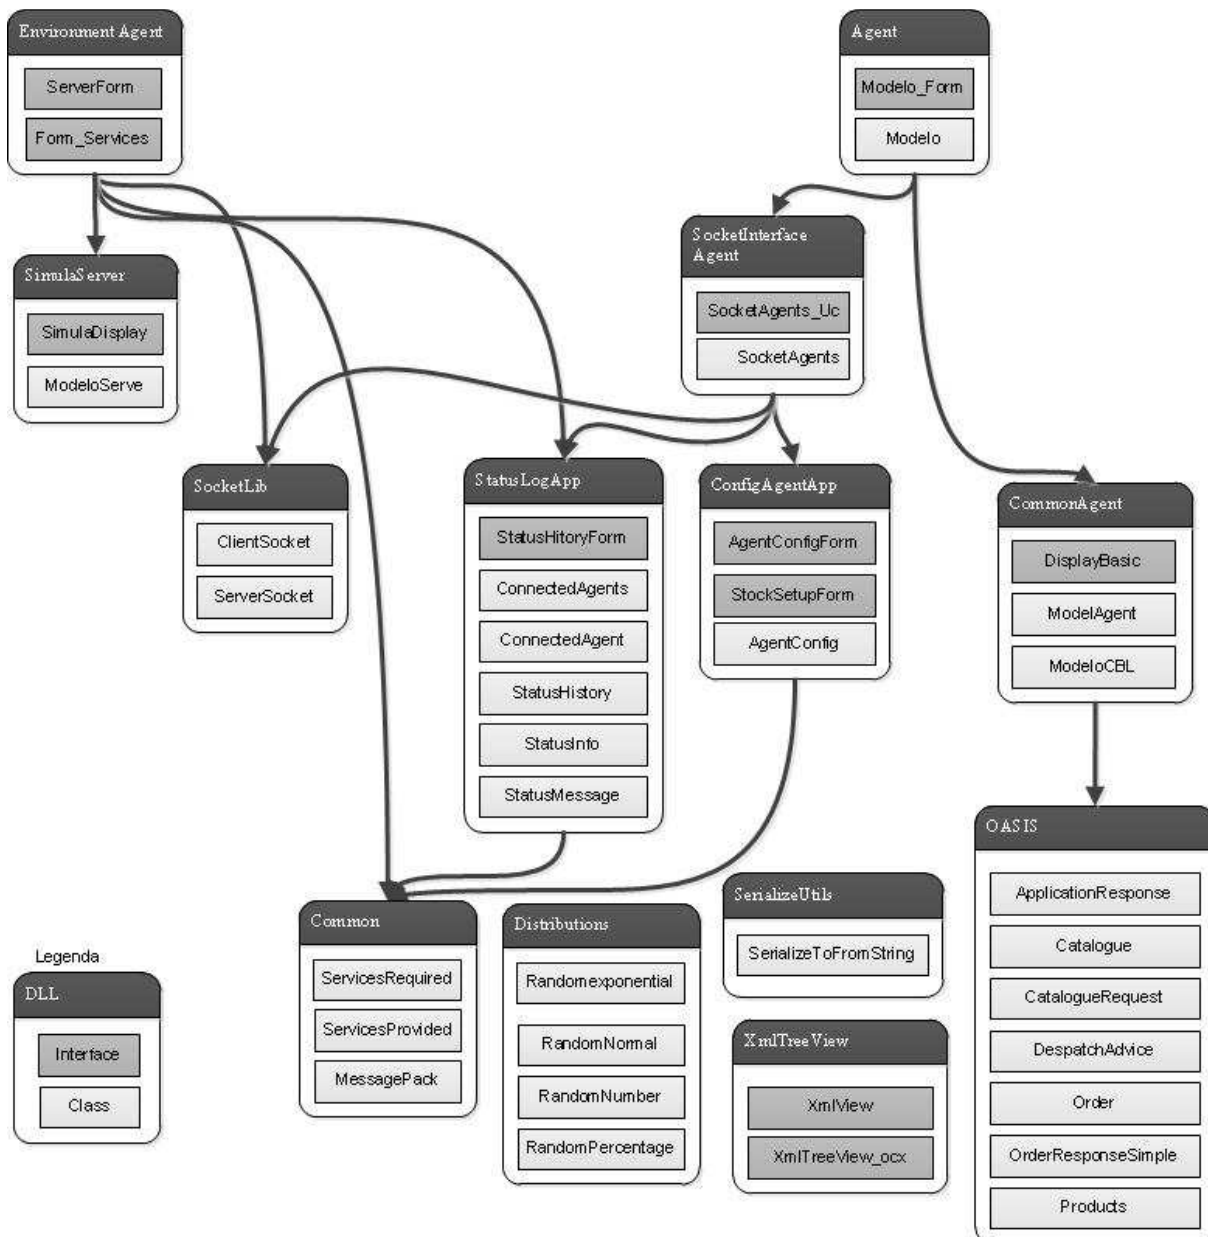 Environment Agent
ServerForm
Form_Services
Agent
Modelo_Form
Modelo
SocketInterface
Agent
SocketAgents_Uc
SocketAgents
SimulaServer
SimulaDisplay
ModeloServe
SocketLib
ClientSocket
ServerSocket
StatusLogApp
StatusHitoryForm
ConnectedAgents
ConnectedAgent
StatusHistory
StatusInfo
StatusMessage
ConfigAgentApp
AgentConfigForm
StockSetupForm
AgentConfig
CommonAgent
DisplayBasic
ModelAgent
ModeloCBL
OASIS
ApplicationResponse
Catalogue
CatalogueRequest
DespatchAdvice
Order
OrderResponseSimple
Products
Common
ServicesRequired
ServicesProvided
MessagePack
Distributions
Randomexponential
RandomNormal
RandomNumber
RandomPercentage
SerializeUtils
SerializeToFromString
XmlTreeView
XmlView
XmlTreeView_ocx
Legenda
DLL
Interface
Class